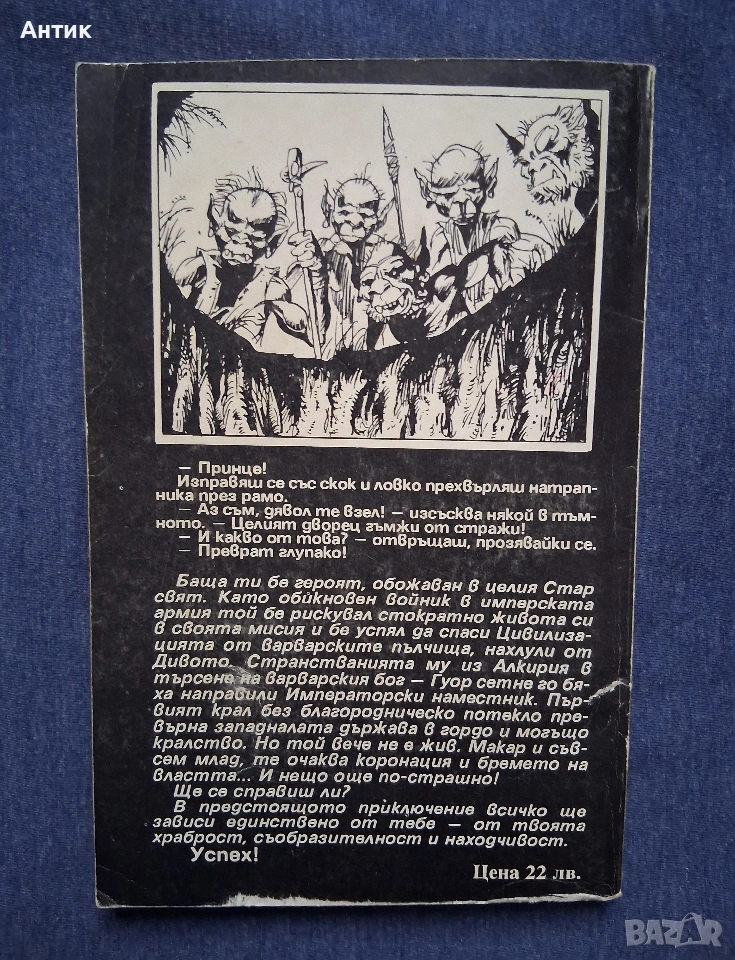 Антик
– Принце!
Изправяш се със скок и ловко прехвърляш натрап-
ника през рамо.
– Аз съм, дявол те взел! – изсъсква някой в тъм-
ното. – Целият дворец гъмжи от стражи!
– И какво от това? – отвръщаш, прозявайки се.
– Преврат глупако!
Баща ти бе героят, обожаван в целия Стар
свят. Като обикновен войник в имперската
армия той бе рискувал стократно живота си
в своята мисия и бе успял да спаси Цивилиза-
цията от варварските пълчища, нахлули от
Дивото. Странстванията му из Алкирия в
търсене на варварския бог – Гуор сетне го бя-
ха направили Императорски наместник. Пър-
вият крал без благородническо потекло пре-
върна западналата държава в гордо и могъщо
кралство. Но той вече не е жив. Макар и съв-
сем млад, те очаква коронация и бремето на
властта... И нещо още по-страшно!
Ще се справиш ли?
В предстоящото приключение всичко ще
зависи единствено от тебе – от твоята
храброст, съобразителност и находчивост.
Успех!
Цена 22 лв.
BAZAR